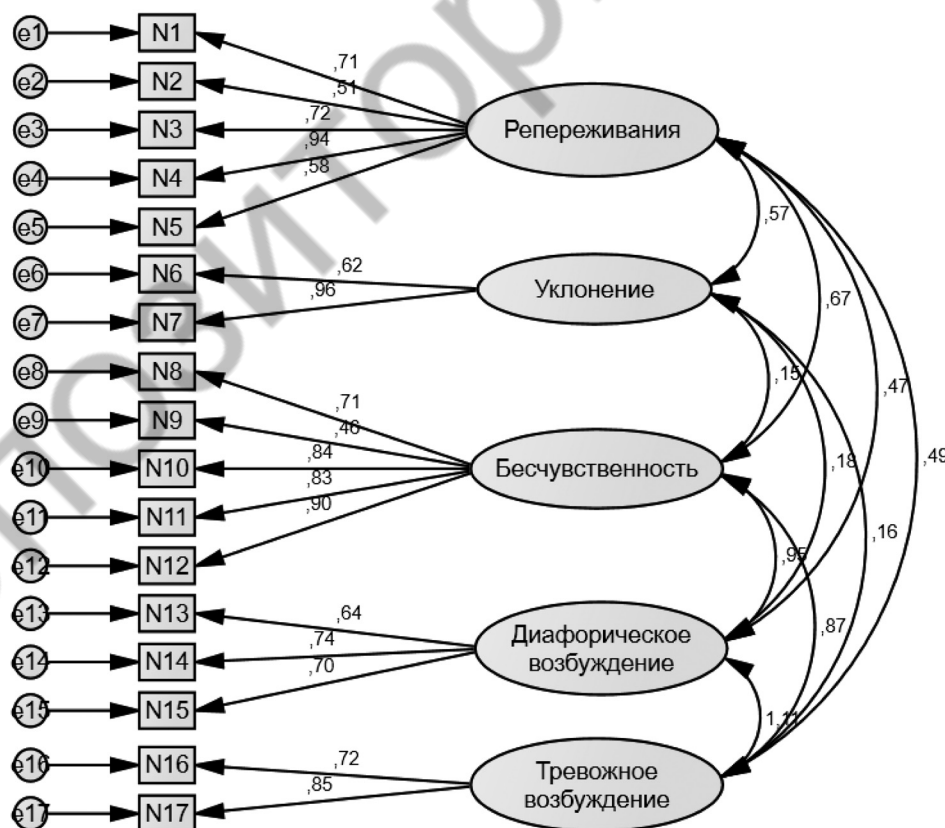 e1 N1
,71
e2 N2
,51
e3 N3
,72
Репереживания
e4 N4
,94
e5 N5
,58
,57
e6 N6
,62
Уклонение
e7 N7
,96
,67
e8 N8
,71
,15
,47
e9 N9
,46
e10 N10
,84
Бесчувственность
,18
,49
e11 N11
,83
e12 N12
,90
,16
,95
e13 N13
,64
Диафорическое
возбуждение
,87
e14 N14
,74
e15 N15
,70
1,11
e16 N16
,72
Тревожное
возбуждение
e17 N17
,85